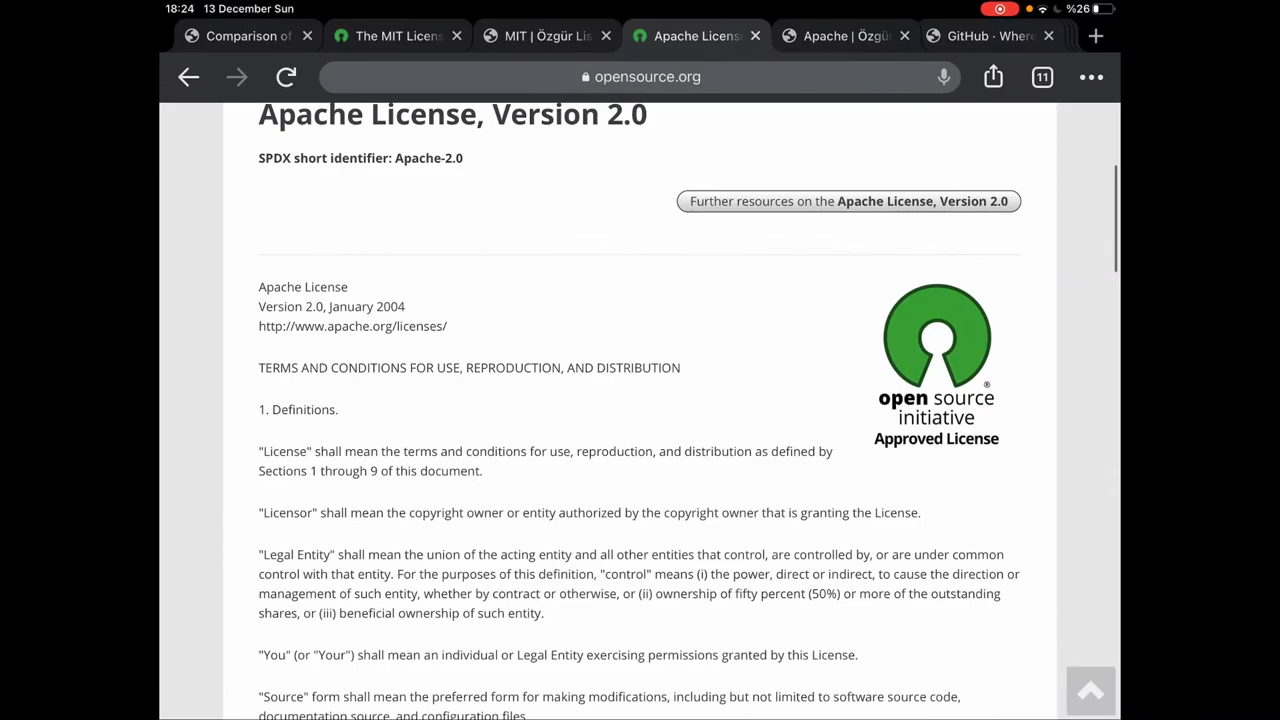 18:24 13 December Sun
%26
Comparison of
The MIT Licens
MIT | Özgür Lis
Apache License
Apache | Özgü
GitHub · Where
opensource.org
11
Apache License, Version 2.0
SPDX short identifier: Apache-2.0
Further resources on the Apache License, Version 2.0
Apache License
Version 2.0, January 2004
http://www.apache.org/licenses/
TERMS AND CONDITIONS FOR USE, REPRODUCTION, AND DISTRIBUTION
1. Definitions.
"License" shall mean the terms and conditions for use, reproduction, and distribution as defined by
Sections 1 through 9 of this document.
open source
initiative
Approved License
®
"Licensor" shall mean the copyright owner or entity authorized by the copyright owner that is granting the License.
"Legal Entity" shall mean the union of the acting entity and all other entities that control, are controlled by, or are under common
control with that entity. For the purposes of this definition, "control" means (i) the power, direct or indirect, to cause the direction or
management of such entity, whether by contract or otherwise, or (ii) ownership of fifty percent (50%) or more of the outstanding
shares, or (iii) beneficial ownership of such entity.
"You" (or "Your") shall mean an individual or Legal Entity exercising permissions granted by this License.
"Source" form shall mean the preferred form for making modifications, including but not limited to software source code,
documentation source, and configuration files.